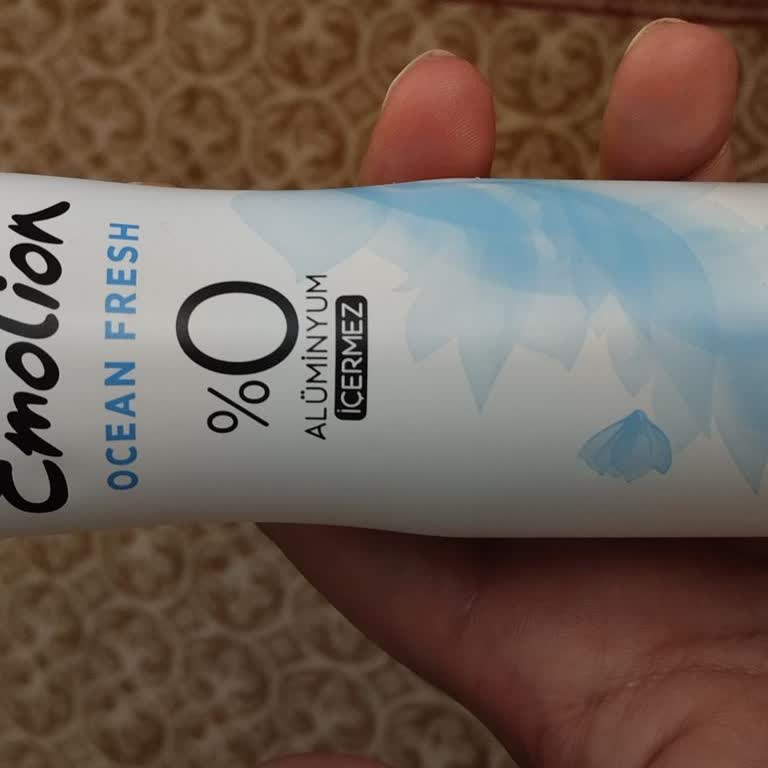 Emotion
OCEAN FRESH
%0
ALÜMİNYUM
İÇERMEZ